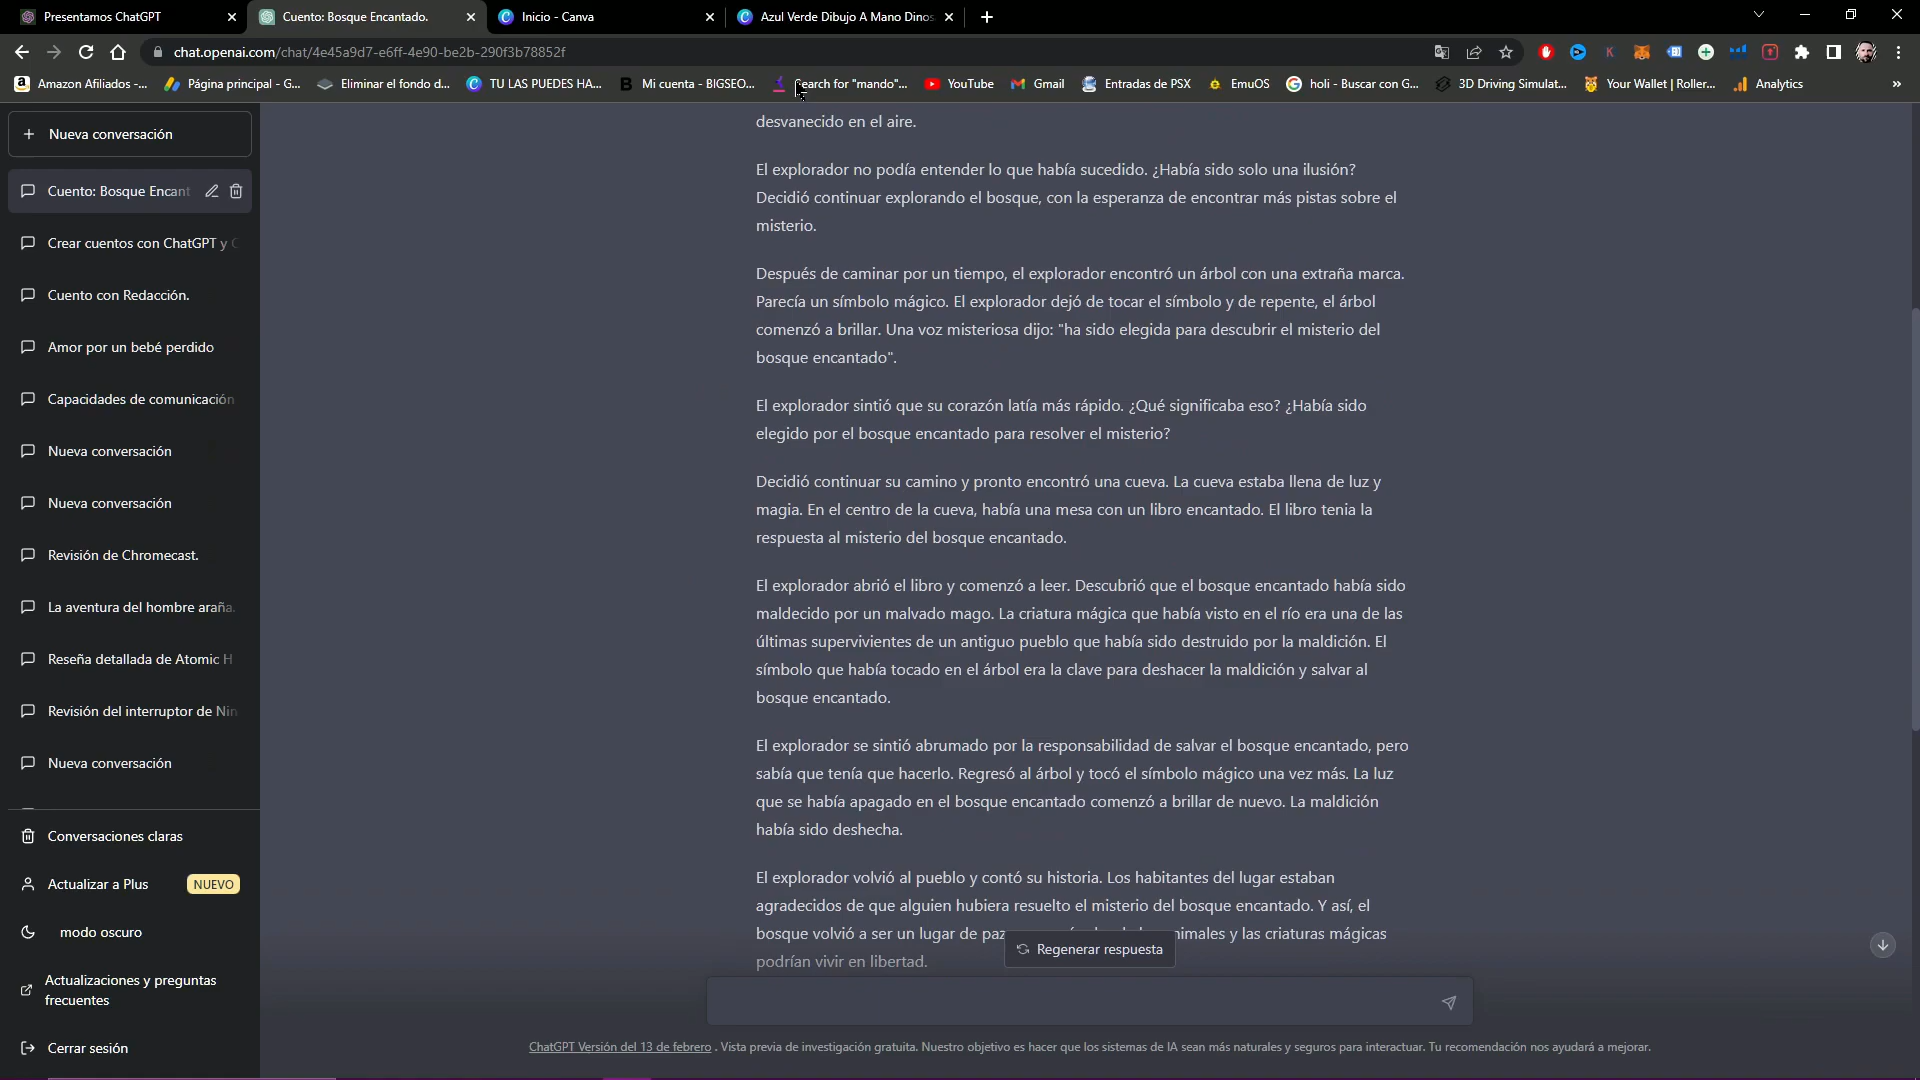 Presentamos ChatGPT
Cuento: Bosque Encantado.
Inicio - Canva
Azul Verde Dibujo A Mano Dinos
chat.openai.com/chat/4e45a9d7-e6ff-4e90-be2b-290f3b78852f
Amazon Afiliados -...
Página principal - G...
Eliminar el fondo d...
TU LAS PUEDES HA...
Mi cuenta - BIGSEO...
Search for "mando"...
YouTube
Gmail
Entradas de PSX
EmuOS
holi - Buscar con G...
3D Driving Simulat...
Your Wallet | Roller...
Analytics
»
Nueva conversación
Cuento: Bosque Encant
Crear cuentos con ChatGPT y C
Cuento con Redacción.
Amor por un bebé perdido
Capacidades de comunicación
Nueva conversación
Nueva conversación
Revisión de Chromecast.
La aventura del hombre araña.
Reseña detallada de Atomic H
Revisión del interruptor de Nin
Nueva conversación
Conversaciones claras
Actualizar a Plus
NUEVO
modo oscuro
Actualizaciones y preguntas
frecuentes
Cerrar sesión
desvanecido en el aire.
El explorador no podía entender lo que había sucedido. ¿Había sido solo una ilusión?
Decidió continuar explorando el bosque, con la esperanza de encontrar más pistas sobre el
misterio.
Después de caminar por un tiempo, el explorador encontró un árbol con una extraña marca.
Parecía un símbolo mágico. El explorador dejó de tocar el símbolo y de repente, el árbol
comenzó a brillar. Una voz misteriosa dijo: "ha sido elegida para descubrir el misterio del
bosque encantado".
El explorador sintió que su corazón latía más rápido. ¿Qué significaba eso? ¿Había sido
elegido por el bosque encantado para resolver el misterio?
Decidió continuar su camino y pronto encontró una cueva. La cueva estaba llena de luz y
magia. En el centro de la cueva, había una mesa con un libro encantado. El libro tenia la
respuesta al misterio del bosque encantado.
El explorador abrió el libro y comenzó a leer. Descubrió que el bosque encantado había sido
maldecido por un malvado mago. La criatura mágica que había visto en el río era una de las
últimas supervivientes de un antiguo pueblo que había sido destruido por la maldición. El
símbolo que había tocado en el árbol era la clave para deshacer la maldición y salvar al
bosque encantado.
El explorador se sintió abrumado por la responsabilidad de salvar el bosque encantado, pero
sabía que tenía que hacerlo. Regresó al árbol y tocó el símbolo mágico una vez más. La luz
que se había apagado en el bosque encantado comenzó a brillar de nuevo. La maldición
había sido deshecha.
El explorador volvió al pueblo y contó su historia. Los habitantes del lugar estaban
agradecidos de que alguien hubiera resuelto el misterio del bosque encantado. Y así, el
bosque volvió a ser un lugar de paz y las criaturas mágicas
podrían vivir en libertad.
Regenerar respuesta
ChatGPT Versión del 13 de febrero . Vista previa de investigación gratuita. Nuestro objetivo es hacer que los sistemas de IA sean más naturales y seguros para interactuar. Tu recomendación nos ayudará a mejorar.